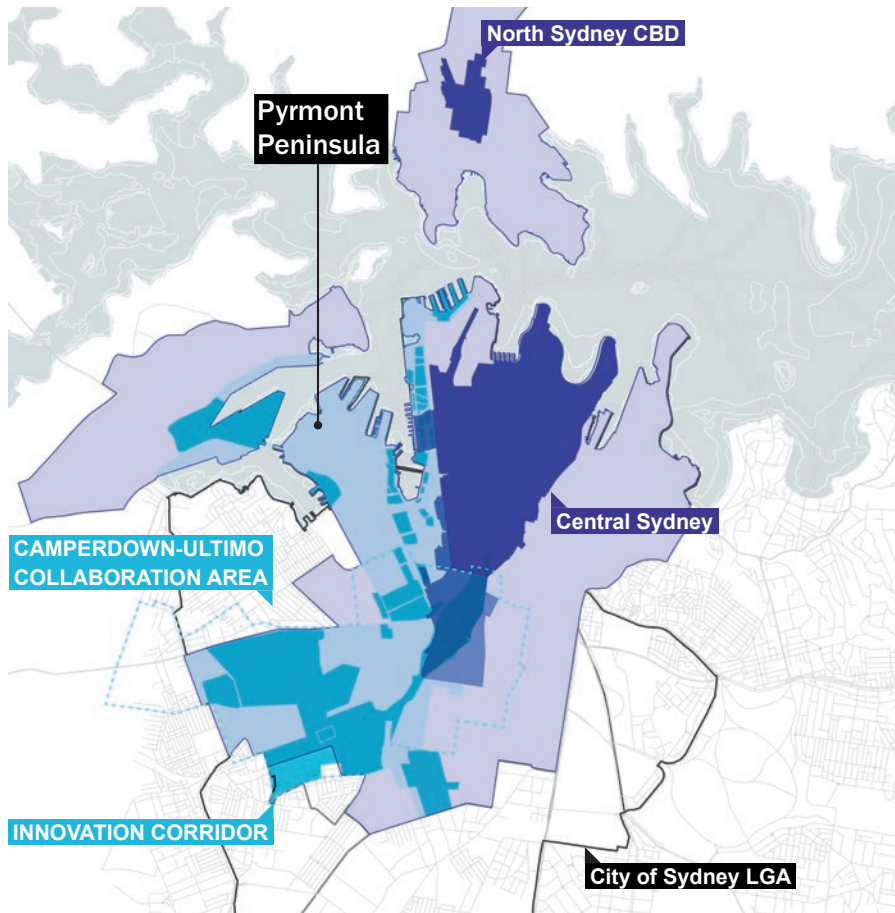 North Sydney CBD
Pyrmont
Peninsula
Central Sydney
CAMPERDOWN-ULTIMO
COLLABORATION AREA
INNOVATION CORRIDOR
City of Sydney LGA